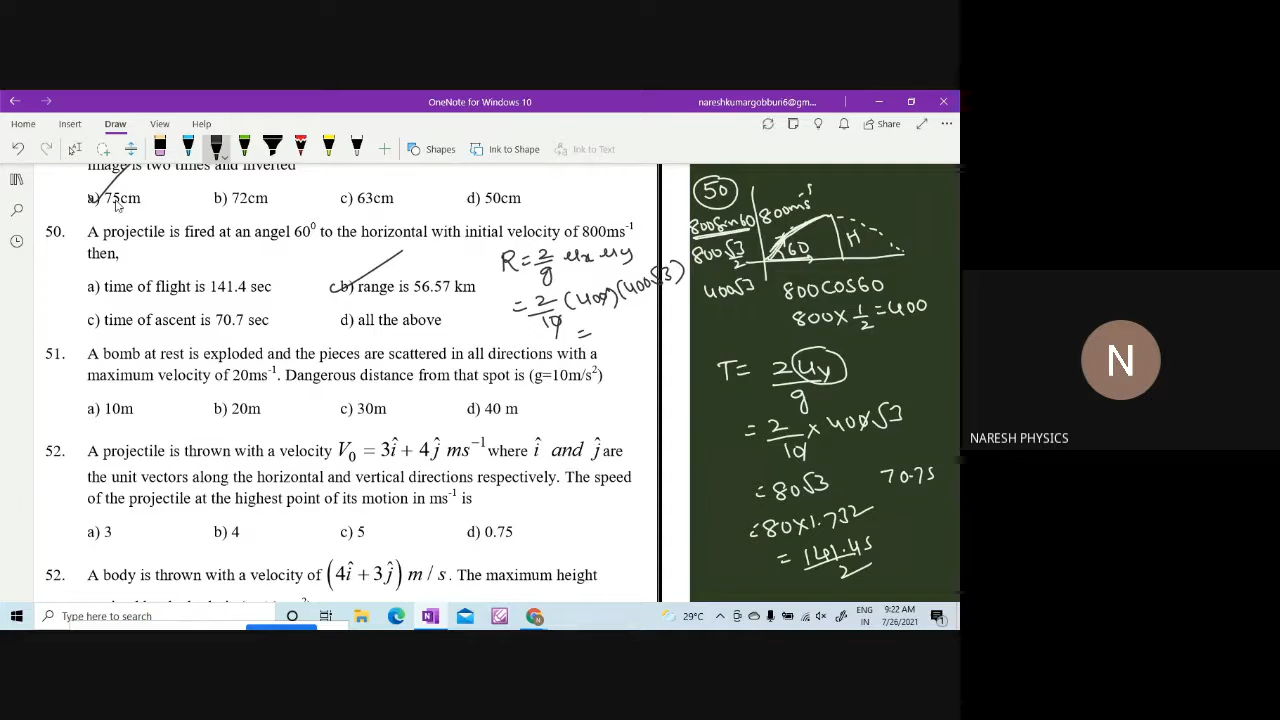 OneNote for Windows 10
nareshkumargobburi6@gm...
Home Insert Draw View Help
Share
Shapes Ink to Shape Ink to Text
image is two times and inverted
a) 75cm b) 72cm c) 63cm d) 50cm
50. A projectile is fired at an angel 60⁰ to the horizontal with initial velocity of 800ms⁻¹
then,
a) time of flight is 141.4 sec b) range is 56.57 km
c) time of ascent is 70.7 sec d) all the above
R = 2/g ux uy
= 2/10 (400)(400√3)
=
51. A bomb at rest is exploded and the pieces are scattered in all directions with a
maximum velocity of 20ms⁻¹. Dangerous distance from that spot is (g=10m/s²)
a) 10m b) 20m c) 30m d) 40 m
52. A projectile is thrown with a velocity V₀ = 3î + 4ĵ ms⁻¹ where î and ĵ are
the unit vectors along the horizontal and vertical directions respectively. The speed
of the projectile at the highest point of its motion in ms⁻¹ is
a) 3 b) 4 c) 5 d) 0.75
52. A body is thrown with a velocity of (4î + 3ĵ) m / s. The maximum height
50
800sin60 800ms⁻¹
800√3/2 60 H
400√3 800cos60
800 × 1/2 = 400
T = 2uy/g
= 2/10 × 400√3
= 80√3 70.7s
= 80×1.732
= 141.4s
2
N
NARESH PHYSICS
Type here to search
29°C
ENG
IN
9:22 AM
7/26/2021
1